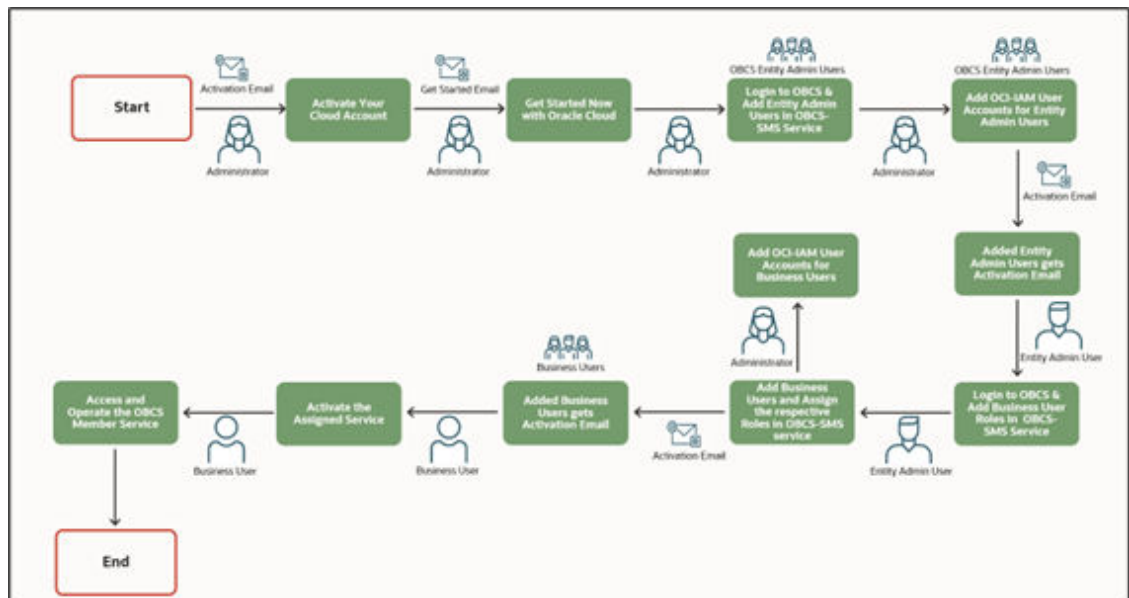 Start
Activation Email
Administrator
Activate Your
Cloud Account
Get Started Email
Administrator
Get Started Now
with Oracle Cloud
Administrator
OBCS Entity Admin Users
Login to OBCS &
Add Entity Admin
Users in OBCS-
SMS Service
Administrator
OBCS Entity Admin Users
Add OCI-IAM User
Accounts for Entity
Admin Users
Activation Email
Added Entity
Admin Users gets
Activation Email
Entity Admin User
Login to OBCS &
Add Business User
Roles in OBCS-
SMS Service
Entity Admin User
Add Business
Users and Assign
the respective
Roles in OBCS-SMS
service
Administrator
Add OCI-IAM User
Accounts for
Business Users
Activation Email
Business Users
Added Business
Users gets
Activation Email
Business User
Activate the
Assigned Service
Business User
Access and
Operate the OBCS
Member Service
End